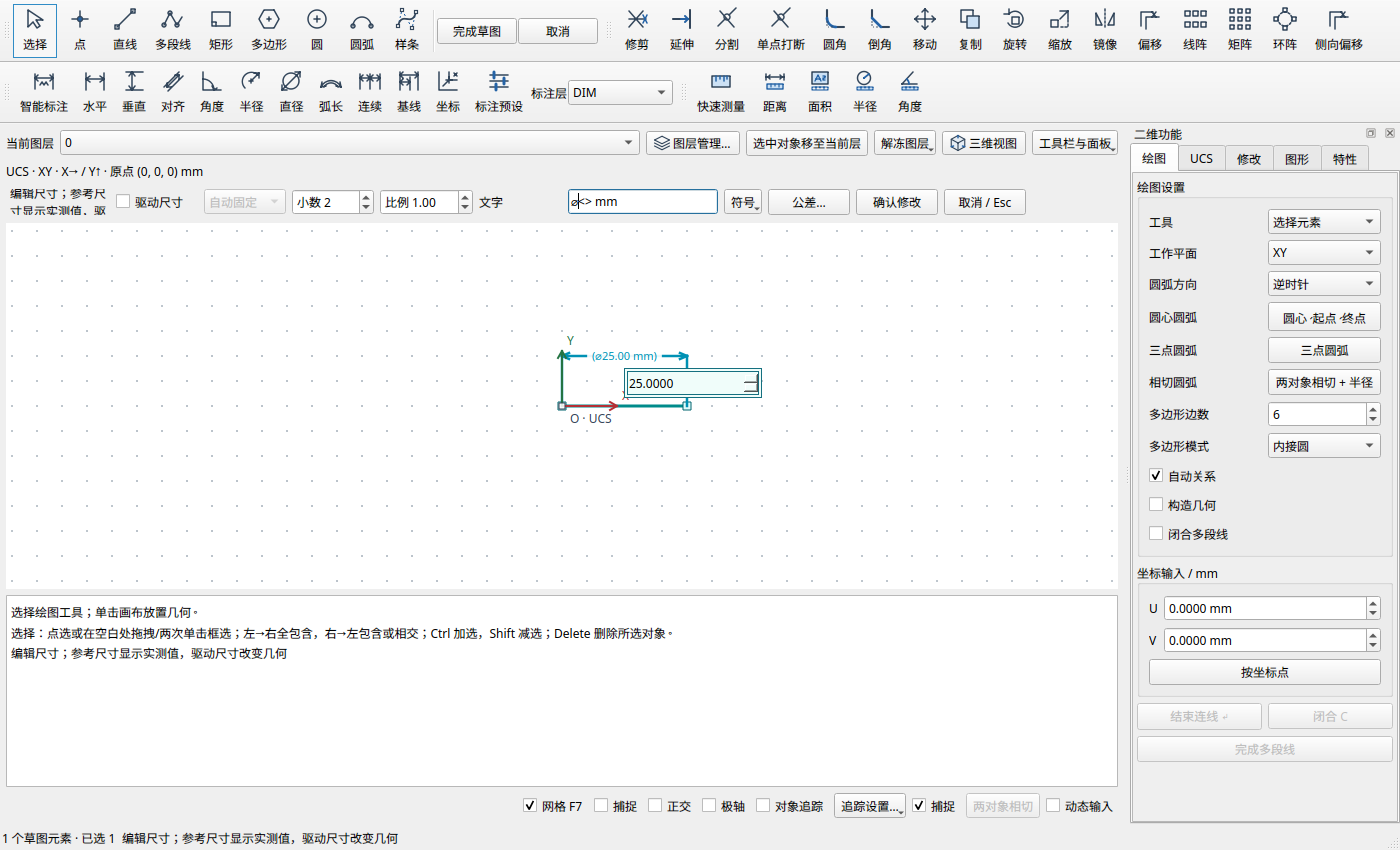 选择 点 直线 多段线 矩形 多边形 圆 圆弧 样条 完成草图 取消 修剪 延伸 分割 单点打断 圆角 倒角 移动 复制 旋转 缩放 镜像 偏移 线阵 矩阵 环阵 侧向偏移
智能标注 水平 垂直 对齐 角度 半径 直径 弧长 连续 基线 坐标 标注预设 标注层 DIM 快速测量 距离 面积 半径 角度
当前图层 0 图层管理... 选中对象移至当前层 解冻图层 三维视图 工具栏与面板
UCS · XY · X→ / Y↑ · 原点 (0, 0, 0) mm
编辑尺寸；参考尺
寸显示实测值，驱
驱动尺寸 自动固定 小数 2 比例 1.00 文字 ⌀<> mm 符号 公差... 确认修改 取消 / Esc
Y
(⌀25.00 mm)
25.0000
O · UCS
选择绘图工具；单击画布放置几何。
选择：点选或在空白处拖拽/两次单击框选；左→右全包含，右→左包含或相交；Ctrl 加选，Shift 减选；Delete 删除所选对象。
编辑尺寸；参考尺寸显示实测值，驱动尺寸改变几何
网格 F7 捕捉 正交 极轴 对象追踪 追踪设置... 捕捉 两对象相切 动态输入
1 个草图元素 · 已选 1 编辑尺寸；参考尺寸显示实测值，驱动尺寸改变几何
二维功能
绘图 UCS 修改 图形 特性
绘图设置
工具 选择元素
工作平面 XY
圆弧方向 逆时针
圆心圆弧 圆心·起点·终点
三点圆弧 三点圆弧
相切圆弧 两对象相切 + 半径
多边形边数 6
多边形模式 内接圆
自动关系
构造几何
闭合多段线
坐标输入 / mm
U 0.0000 mm
V 0.0000 mm
按坐标点
结束连线 ↲ 闭合 C
完成多段线